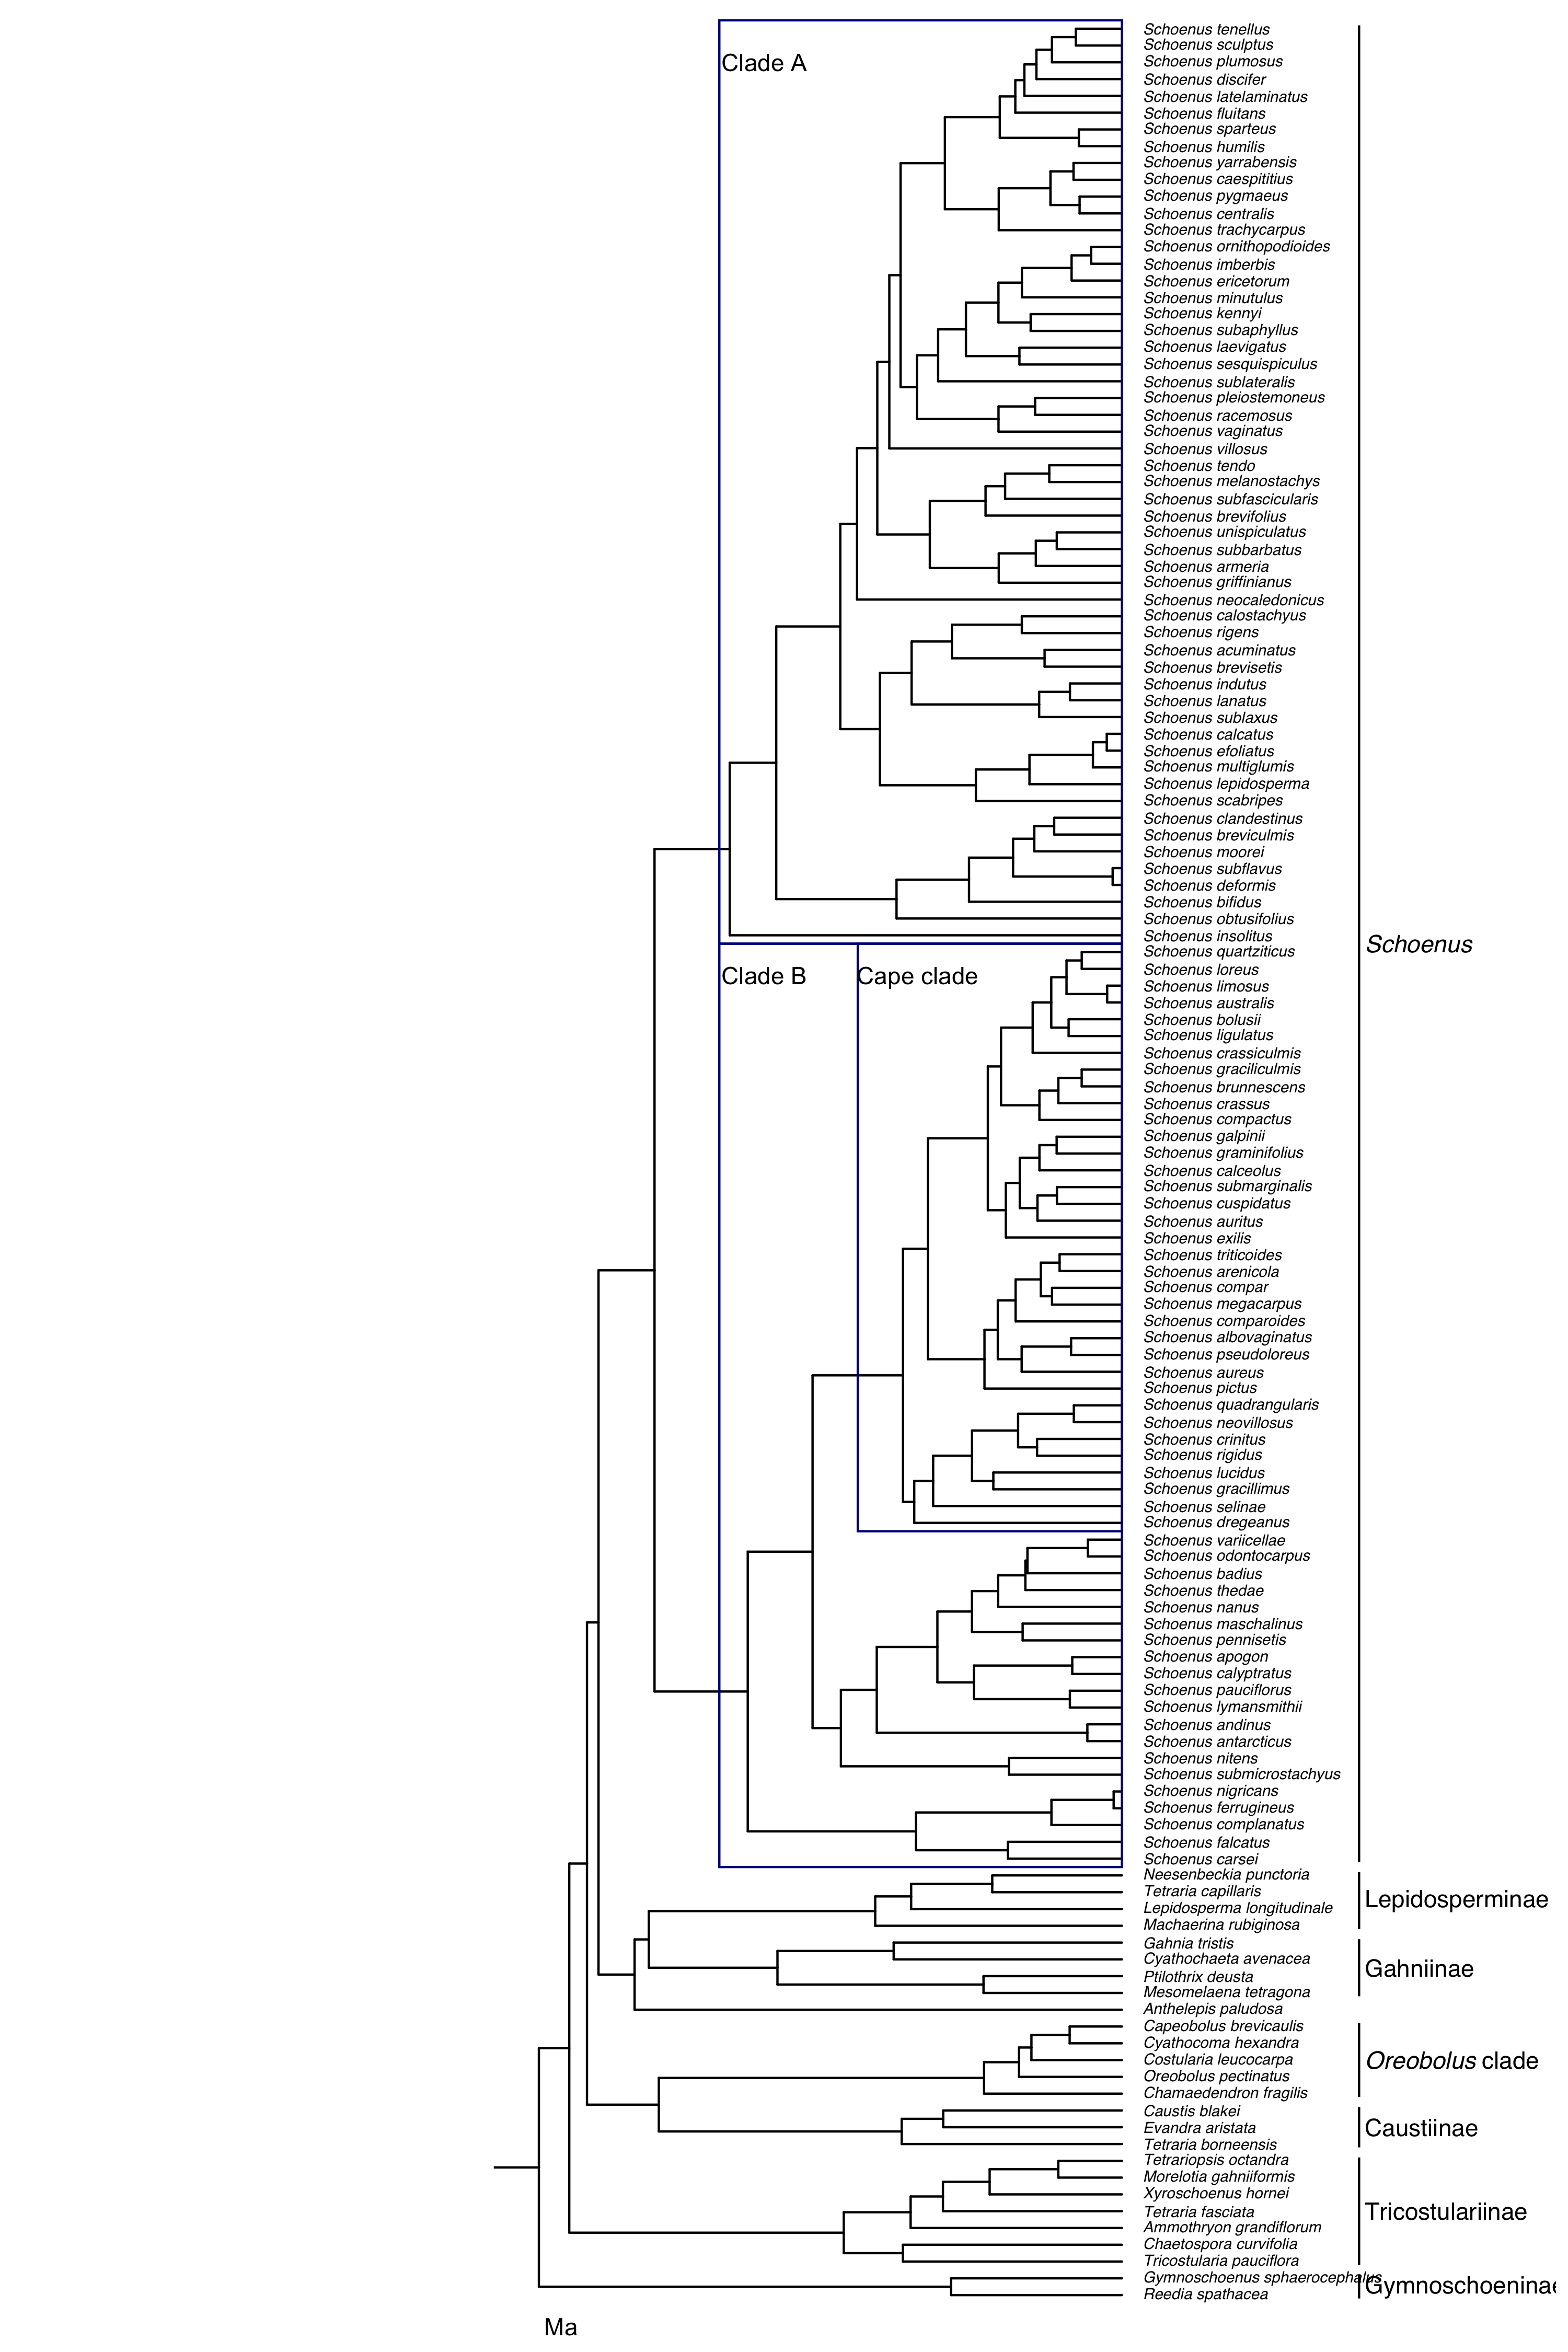 Clade A
Schoenus tenellus
Schoenus sculptus
Schoenus plumosus
Schoenus discifer
Schoenus latelaminatus
Schoenus fluitans
Schoenus sparteus
Schoenus humilis
Schoenus yarrabensis
Schoenus caespititius
Schoenus pygmaeus
Schoenus centralis
Schoenus trachycarpus
Schoenus ornithopodioides
Schoenus imberbis
Schoenus ericetorum
Schoenus minutulus
Schoenus kennyi
Schoenus subaphyllus
Schoenus laevigatus
Schoenus sesquispiculus
Schoenus sublateralis
Schoenus pleiostemoneus
Schoenus racemosus
Schoenus vaginatus
Schoenus villosus
Schoenus tendo
Schoenus melanostachys
Schoenus subfascicularis
Schoenus brevifolius
Schoenus unispiculatus
Schoenus subbarbatus
Schoenus armeria
Schoenus griffinianus
Schoenus neocaledonicus
Schoenus calostachyus
Schoenus rigens
Schoenus acuminatus
Schoenus brevisetis
Schoenus indutus
Schoenus lanatus
Schoenus sublaxus
Schoenus calcatus
Schoenus efoliatus
Schoenus multiglumis
Schoenus lepidosperma
Schoenus scabripes
Schoenus clandestinus
Schoenus breviculmis
Schoenus moorei
Schoenus subflavus
Schoenus deformis
Schoenus bifidus
Schoenus obtusifolius
Schoenus insolitus
Schoenus
Clade B
Cape clade
Schoenus quartziticus
Schoenus loreus
Schoenus limosus
Schoenus australis
Schoenus bolusii
Schoenus ligulatus
Schoenus crassiculmis
Schoenus graciliculmis
Schoenus brunnescens
Schoenus crassus
Schoenus compactus
Schoenus galpinii
Schoenus graminifolius
Schoenus calceolus
Schoenus submarginalis
Schoenus cuspidatus
Schoenus auritus
Schoenus exilis
Schoenus triticoides
Schoenus arenicola
Schoenus compar
Schoenus megacarpus
Schoenus comparoides
Schoenus albovaginatus
Schoenus pseudoloreus
Schoenus aureus
Schoenus pictus
Schoenus quadrangularis
Schoenus neovillosus
Schoenus crinitus
Schoenus rigidus
Schoenus lucidus
Schoenus gracillimus
Schoenus selinae
Schoenus dregeanus
Schoenus variicellae
Schoenus odontocarpus
Schoenus badius
Schoenus thedae
Schoenus nanus
Schoenus maschalinus
Schoenus pennisetis
Schoenus apogon
Schoenus calyptratus
Schoenus pauciflorus
Schoenus lymansmithii
Schoenus andinus
Schoenus antarcticus
Schoenus nitens
Schoenus submicrostachyus
Schoenus nigricans
Schoenus ferrugineus
Schoenus complanatus
Schoenus falcatus
Schoenus carsei
Neesenbeckia punctoria
Tetraria capillaris
Lepidosperma longitudinale
Machaerina rubiginosa
Lepidosperminae
Gahnia tristis
Cyathochaeta avenacea
Ptilothrix deusta
Mesomelaena tetragona
Gahniinae
Anthelepis paludosa
Capeobolus brevicaulis
Cyathocoma hexandra
Costularia leucocarpa
Oreobolus pectinatus
Chamaedendron fragilis
Oreobolus clade
Caustis blakei
Evandra aristata
Tetraria borneensis
Caustiinae
Tetrariopsis octandra
Morelotia gahniiformis
Xyroschoenus hornei
Tetraria fasciata
Ammothryon grandiflorum
Chaetospora curvifolia
Tricostularia pauciflora
Tricostulariinae
Gymnoschoenus sphaerocephalus
Reedia spathacea
Gymnoschoeninae
Ma